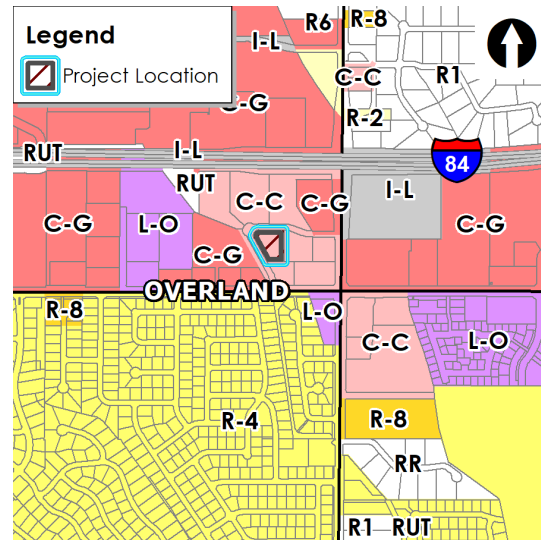 Legend
Project Location
R6
R-8
I-L
C-C
R1
C-G
R-2
RUT
I-L
84
RUT
I-L
C-C
C-G
C-G
L-O
C-G
C-G
OVERLAND
R-8
L-O
C-C
L-O
R-4
R-8
RR
R1
RUT